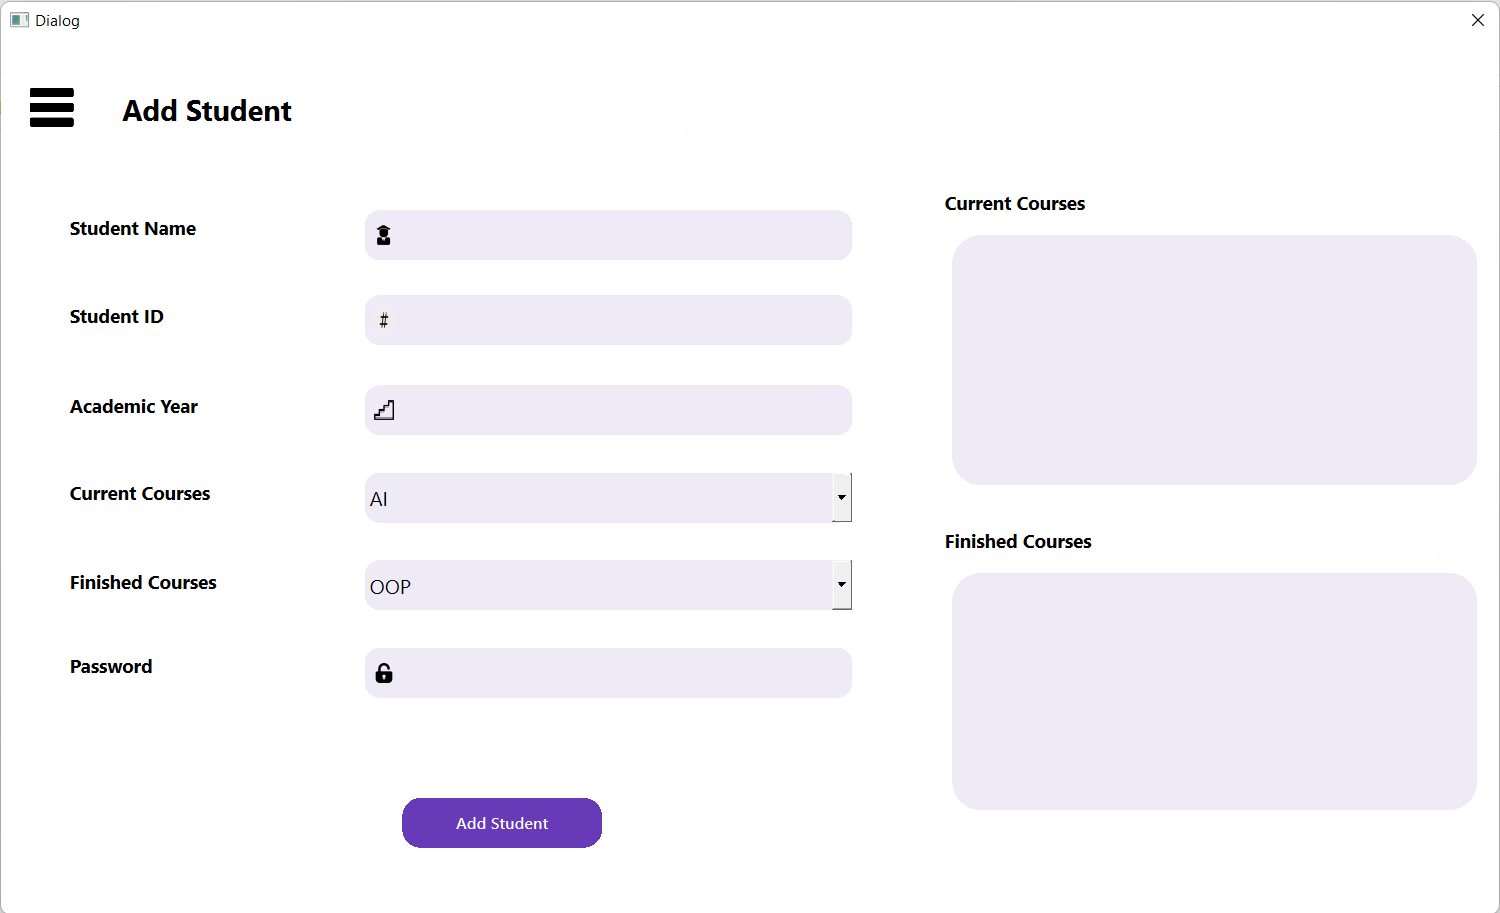 Dialog
Add Student
Student Name
Student ID
#
Academic Year
Current Courses
AI
Finished Courses
OOP
Password
Add Student
Current Courses
Finished Courses